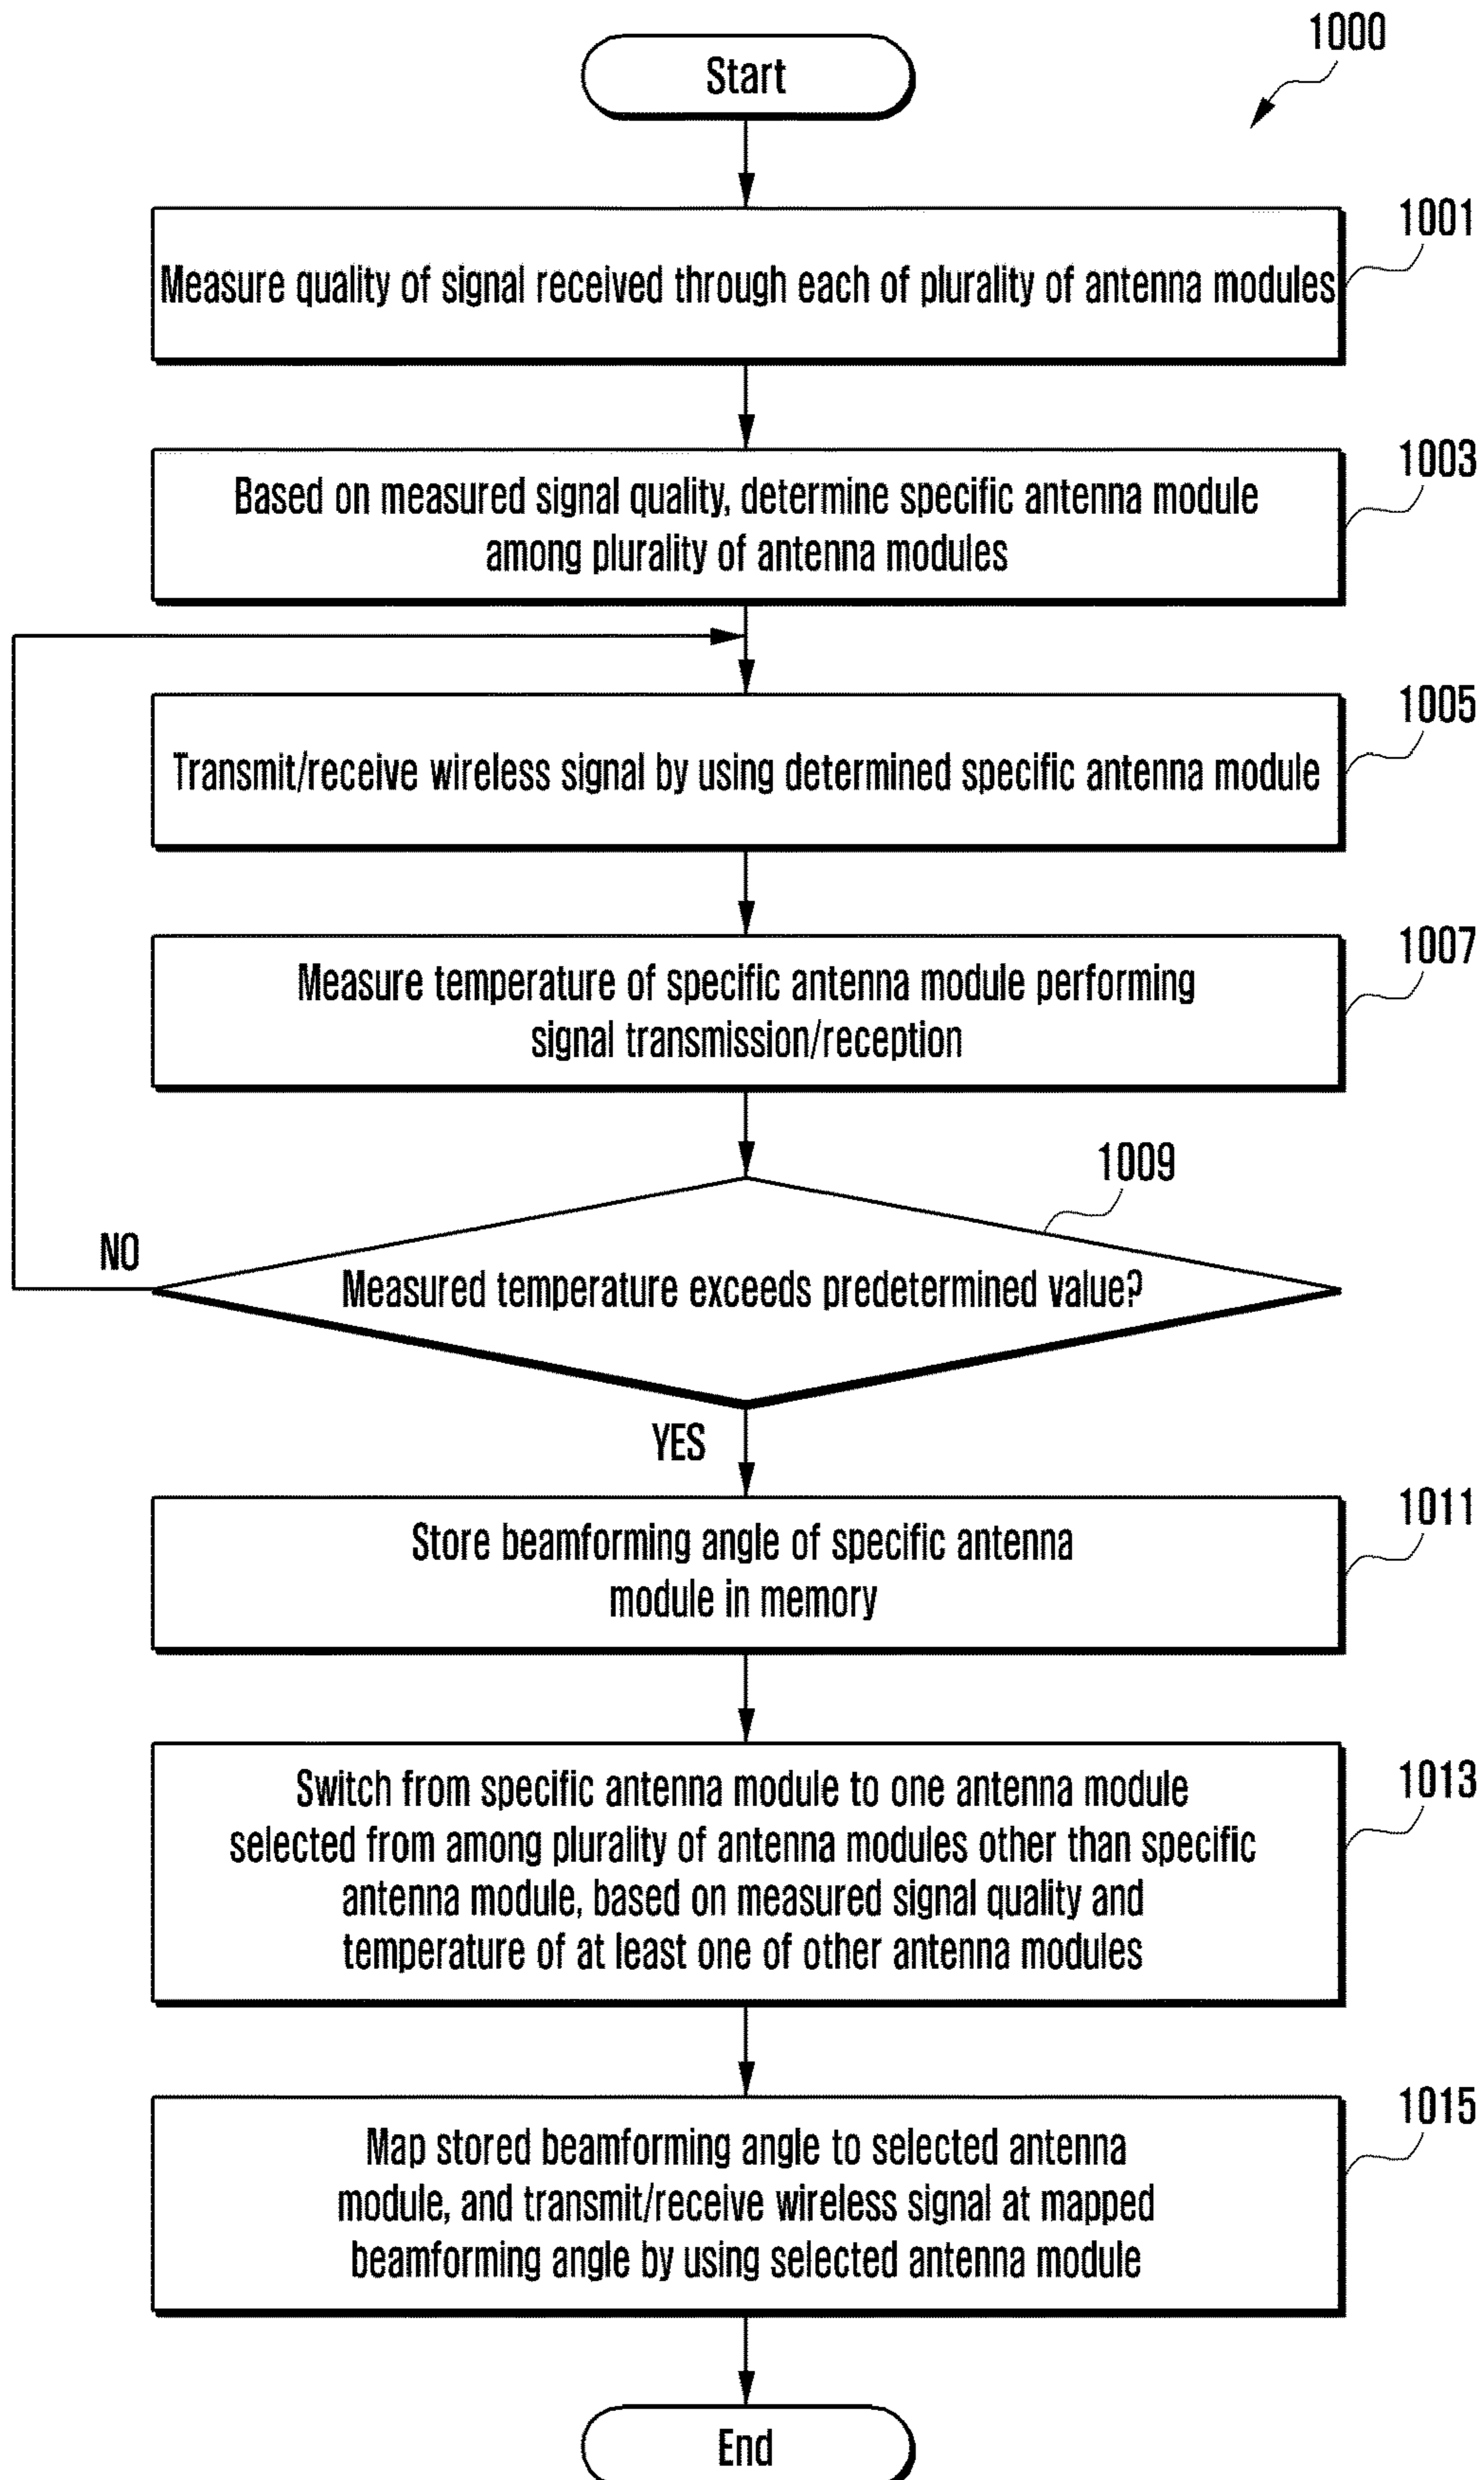 1000
Start
1001
Measure quality of signal received through each of plurality of antenna modules
1003
Based on measured signal quality, determine specific antenna module
among plurality of antenna modules
1005
Transmit/receive wireless signal by using determined specific antenna module
1007
Measure temperature of specific antenna module performing
signal transmission/reception
1009
NO
Measured temperature exceeds predetermined value?
YES
1011
Store beamforming angle of specific antenna
module in memory
1013
Switch from specific antenna module to one antenna module
selected from among plurality of antenna modules other than specific
antenna module, based on measured signal quality and
temperature of at least one of other antenna modules
1015
Map stored beamforming angle to selected antenna
module, and transmit/receive wireless signal at mapped
beamforming angle by using selected antenna module
End